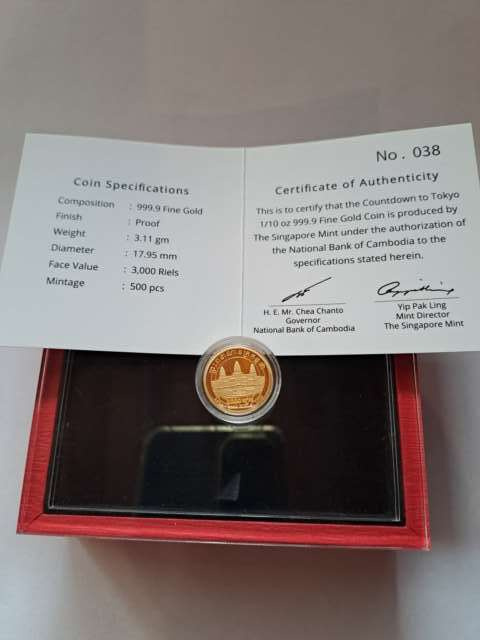 Coin Specifications
Composition : 999.9 Fine Gold
Finish : Proof
Weight : 3.11 gm
Diameter : 17.95 mm
Face Value : 3,000 Riels
Mintage : 500 pcs
No. 038
Certificate of Authenticity
This is to certify that the Countdown to Tokyo
1/10 oz 999.9 Fine Gold Coin is produced by
The Singapore Mint under the authorization of
the National Bank of Cambodia to the
specifications stated herein.
H. E. Mr. Chea Chanto
Governor
National Bank of Cambodia
Yip Pak Ling
Mint Director
The Singapore Mint